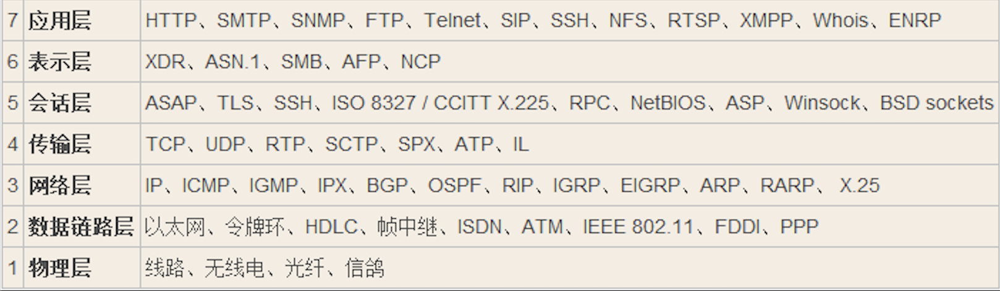 7 应用层 HTTP、SMTP、SNMP、FTP、Telnet、SIP、SSH、NFS、RTSP、XMPP、Whois、ENRP
6 表示层 XDR、ASN.1、SMB、AFP、NCP
5 会话层 ASAP、TLS、SSH、ISO 8327 / CCITT X.225、RPC、NetBIOS、ASP、Winsock、BSD sockets
4 传输层 TCP、UDP、RTP、SCTP、SPX、ATP、IL
3 网络层 IP、ICMP、IGMP、IPX、BGP、OSPF、RIP、IGRP、EIGRP、ARP、RARP、 X.25
2 数据链路层 以太网、令牌环、HDLC、帧中继、ISDN、ATM、IEEE 802.11、FDDI、PPP
1 物理层 线路、无线电、光纤、信鸽